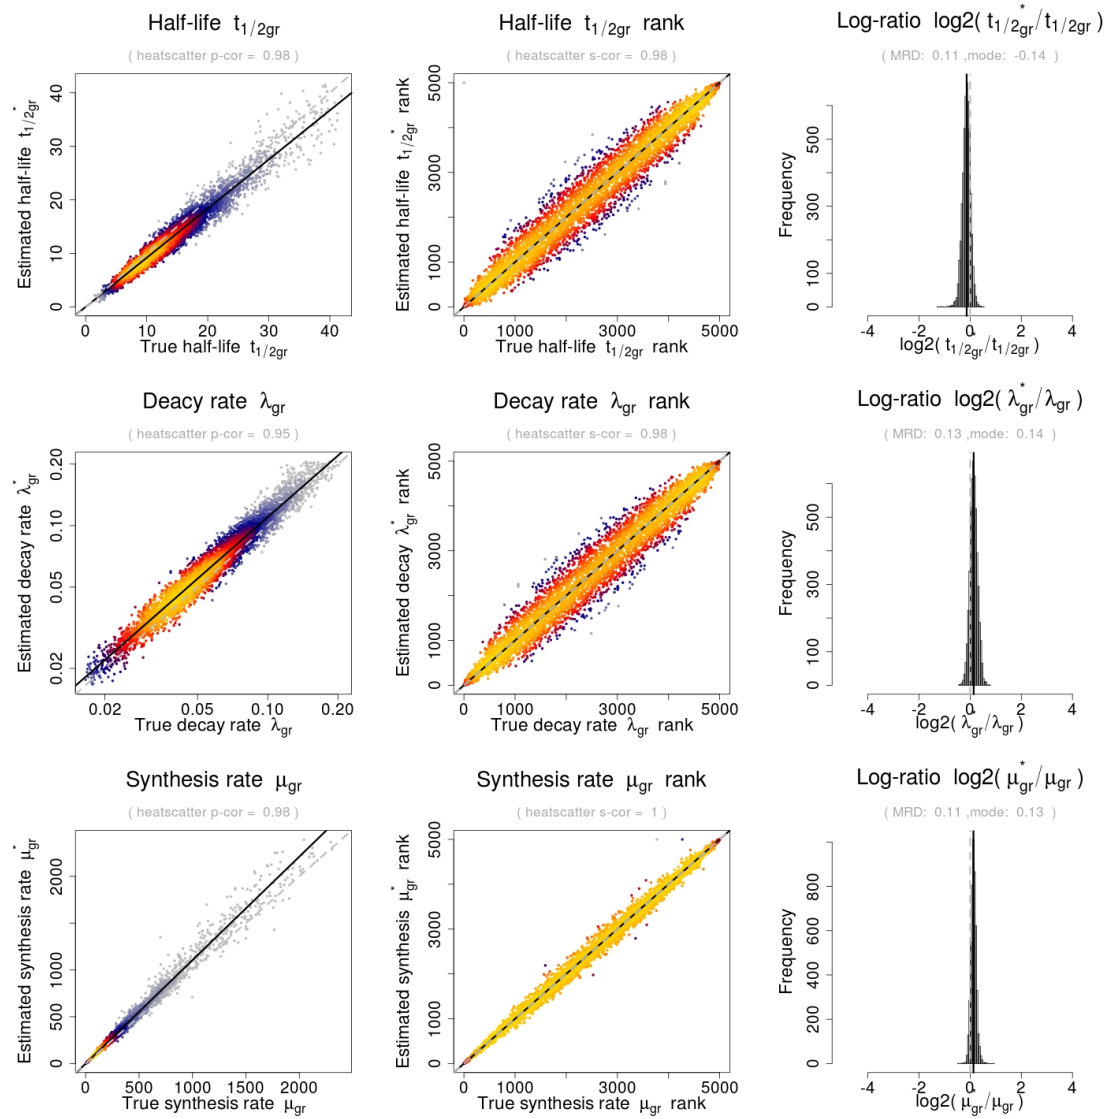 Half-life t1/2gr
( heatscatter p-cor = 0.98 )
Estimated half-life t1/2gr*
0 10 20 30 40
0 10 20 30 40
True half-life t1/2gr
Half-life t1/2gr rank
( heatscatter s-cor = 0.98 )
Estimated half-life t1/2gr* rank
0 1000 3000 5000
0 1000 3000 5000
True half-life t1/2gr rank
Log-ratio log2( t1/2gr*/t1/2gr )
( MRD: 0.11 ,mode: -0.14 )
Frequency
0 100 300 500
-4 -2 0 2 4
log2( t1/2gr*/t1/2gr )
Deacy rate λgr
( heatscatter p-cor = 0.95 )
Estimated decay rate λgr*
0.02 0.05 0.10 0.20
0.02 0.05 0.10 0.20
True decay rate λgr
Decay rate λgr rank
( heatscatter s-cor = 0.98 )
Estimated decay λgr* rank
0 1000 3000 5000
0 1000 3000 5000
True decay rate λgr rank
Log-ratio log2( λgr*/λgr )
( MRD: 0.13 ,mode: 0.14 )
Frequency
0 100 300 500
-4 -2 0 2 4
log2( λgr*/λgr )
Synthesis rate μgr
( heatscatter p-cor = 0.98 )
Estimated synthesis rate μgr*
0 500 1000 2000
0 500 1000 1500 2000
True synthesis rate μgr
Synthesis rate μgr rank
( heatscatter s-cor = 1 )
Estimated synthesis μgr* rank
0 1000 3000 5000
0 1000 3000 5000
True synthesis rate μgr rank
Log-ratio log2( μgr*/μgr )
( MRD: 0.11 ,mode: 0.13 )
Frequency
0 200 400 600 800
-4 -2 0 2 4
log2( μgr*/μgr )